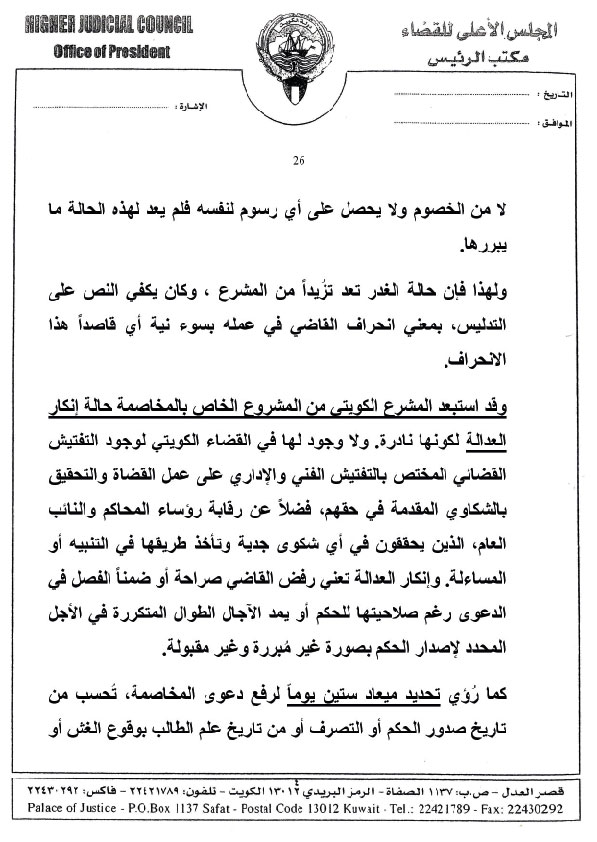 HIGHER JUDICIAL COUNCIL
Office of President
المجلس الأعلى للقضاء
مكتب الرئيس
التاريخ :
الموافق :
الإشارة :
26
لا من الخصوم ولا يحصل على أي رسوم لنفسه فلم يعد لهذه الحالة ما
يبررها.
ولهذا فإن حالة الغدر تعد تزُيداً من المشرع ، وكان يكفي النص على
التدليس، بمعني انحراف القاضي في عمله بسوء نية أي قاصداً هذا
الانحراف.
وقد استبعد المشرع الكويتي من المشروع الخاص بالمخاصمة حالة إنكار
العدالة لكونها نادرة. ولا وجود لها في القضاء الكويتي لوجود التفتيش
القضائي المختص بالتفتيش الفني والإداري على عمل القضاة والتحقيق
بالشكاوي المقدمة في حقهم، فضلاً عن رقابة رؤساء المحاكم والنائب
العام، الذين يحققون في أي شكوى جدية وتأخذ طريقها في التنبيه أو
المساءلة. وإنكار العدالة تعني رفض القاضي صراحة أو ضمناً الفصل في
الدعوى رغم صلاحيتها للحكم أو يمد الآجال الطوال المتكررة في الأجل
المحدد لإصدار الحكم بصورة غير مُبررة وغير مقبولة.
كما رُؤي تحديد ميعاد ستين يوماً لرفع دعوى المخاصمة، تُحسب من
تاريخ صدور الحكم أو التصرف أو من تاريخ علم الطالب بوقوع الغش أو
قصر العدل – ص.ب: ١١٣٧ الصفاة – الرمز البريدي ١٣٠١٢ الكويت – تلفون: ٢٢٤٢١٧٨٩ – فاكس: ٢٢٤٣٠٢٩٢
Palace of Justice - P.O.Box 1137 Safat - Postal Code 13012 Kuwait - Tel.: 22421789 - Fax: 22430292